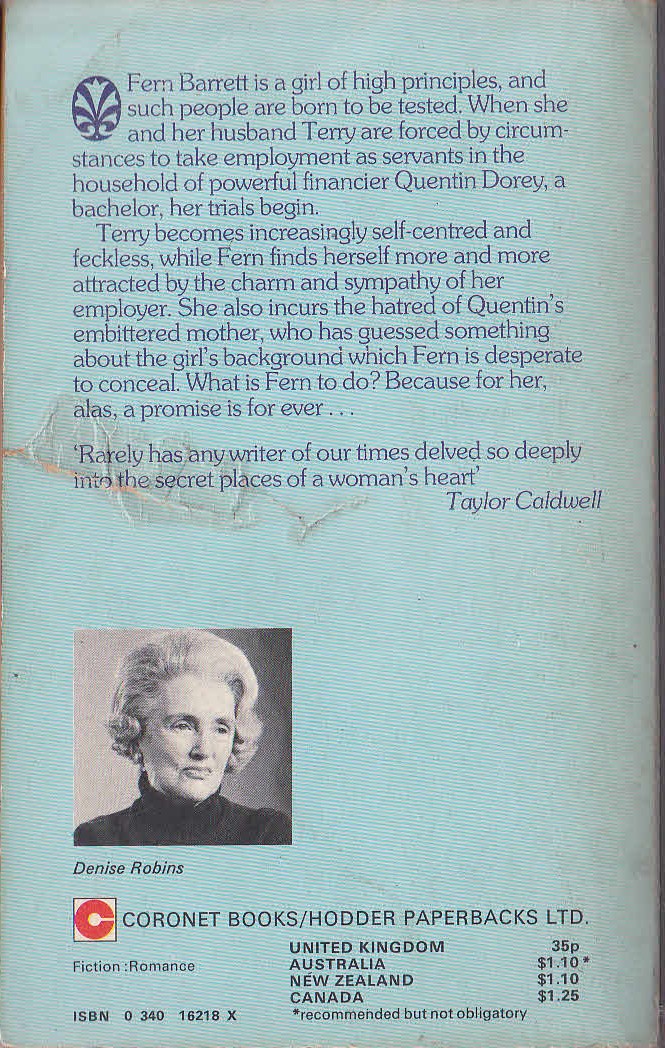 Fern Barrett is a girl of high principles, and
such people are born to be tested. When she
and her husband Terry are forced by circum-
stances to take employment as servants in the
household of powerful financier Quentin Dorey, a
bachelor, her trials begin.
Terry becomes increasingly self-centred and
feckless, while Fern finds herself more and more
attracted by the charm and sympathy of her
employer. She also incurs the hatred of Quentin's
embittered mother, who has guessed something
about the girl's background which Fern is desperate
to conceal. What is Fern to do? Because for her,
alas, a promise is for ever...
'Rarely has any writer of our times delved so deeply
into the secret places of a woman's heart'
Taylor Caldwell
Denise Robins
CORONET BOOKS/HODDER PAPERBACKS LTD.
UNITED KINGDOM 35p
Fiction :Romance AUSTRALIA $1.10*
NEW ZEALAND $1.10
CANADA $1.25
ISBN 0 340 16218 X *recommended but not obligatory